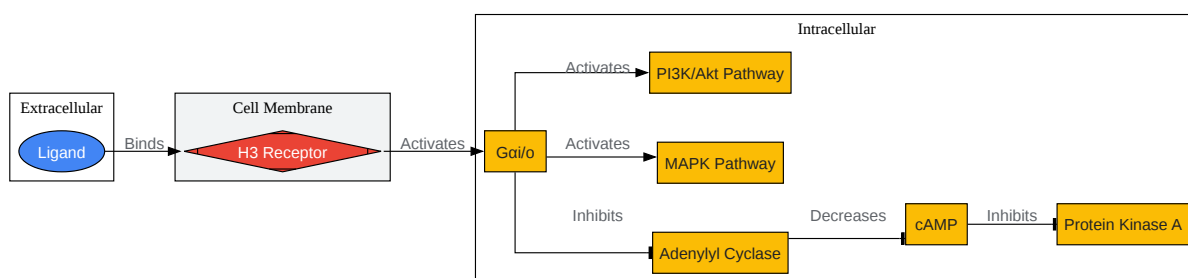 Intracellular
Activates
PI3K/Akt Pathway
Extracellular
Cell Membrane
Ligand
Binds
H3 Receptor
Activates
Gαi/o
Activates
MAPK Pathway
Inhibits
Adenylyl Cyclase
Decreases
cAMP
Inhibits
Protein Kinase A